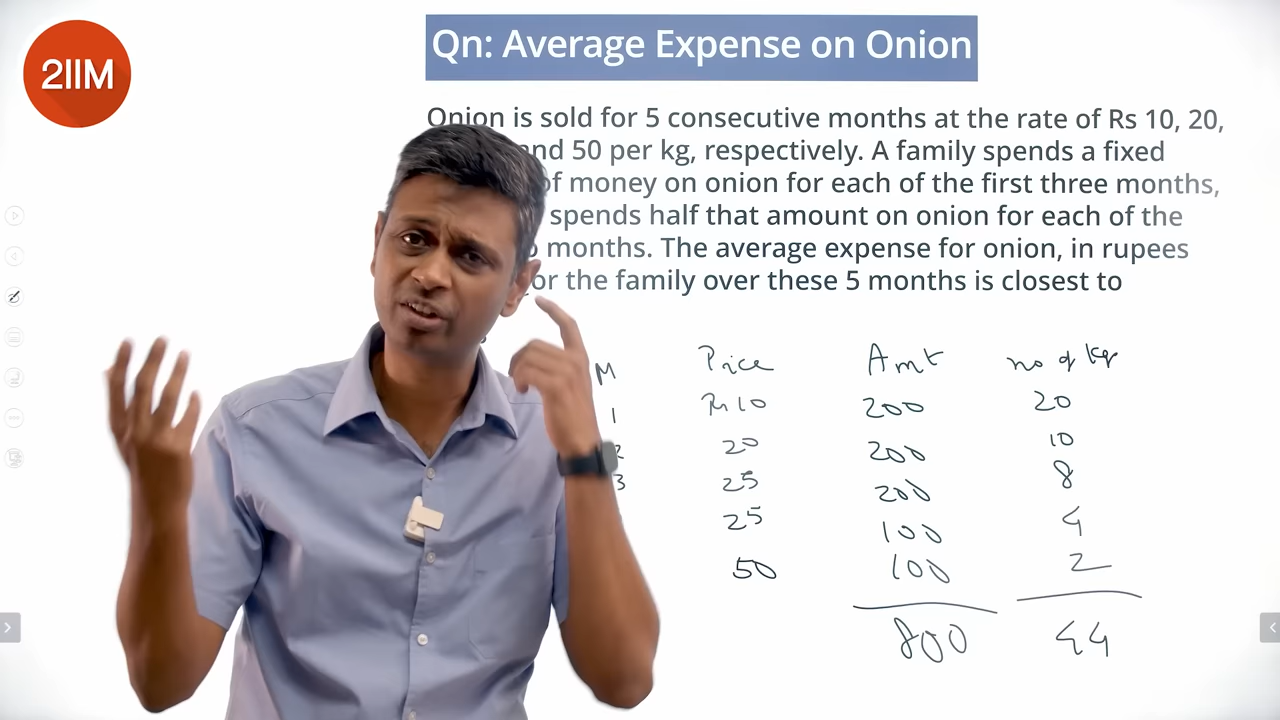 2IIM
Qn: Average Expense on Onion
Onion is sold for 5 consecutive months at the rate of Rs 10, 20,
and 50 per kg, respectively. A family spends a fixed
of money on onion for each of the first three months,
spends half that amount on onion for each of the
months. The average expense for onion, in rupees
for the family over these 5 months is closest to
M Price Amt no of kg
1 Rs 10 200 20
2 20 200 10
3 25 200 8
25 100 4
50 100 2
800 44